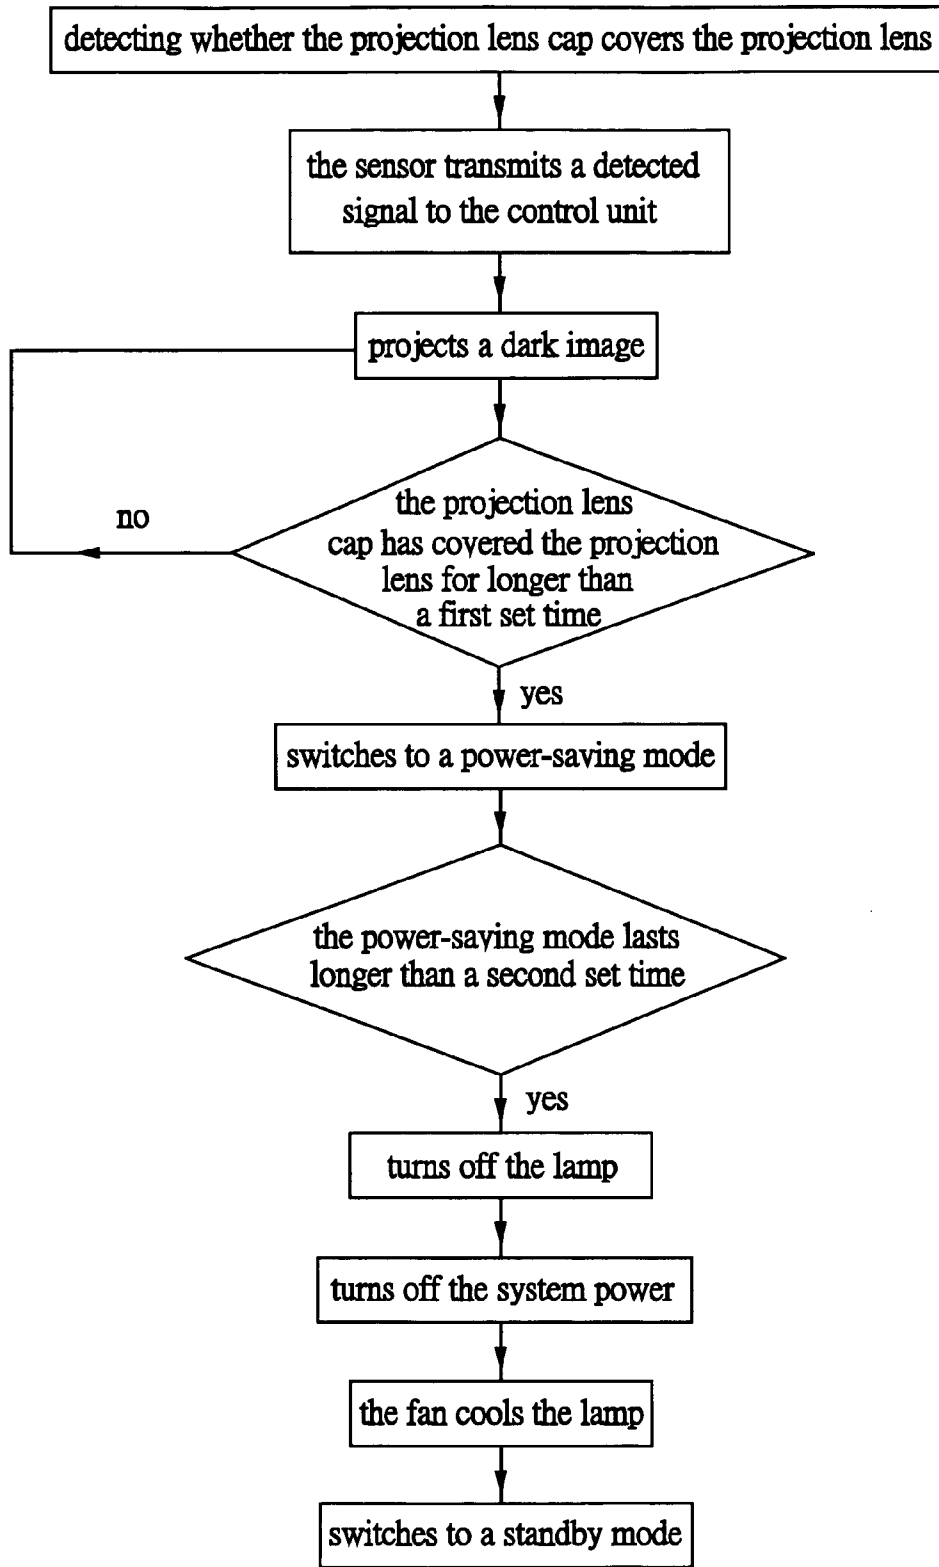 detecting whether the projection lens cap covers the projection lens
the sensor transmits a detected
signal to the control unit
projects a dark image
the projection lens
cap has covered the projection
lens for longer than
a first set time
no
yes
switches to a power-saving mode
the power-saving mode lasts
longer than a second set time
yes
turns off the lamp
turns off the system power
the fan cools the lamp
switches to a standby mode